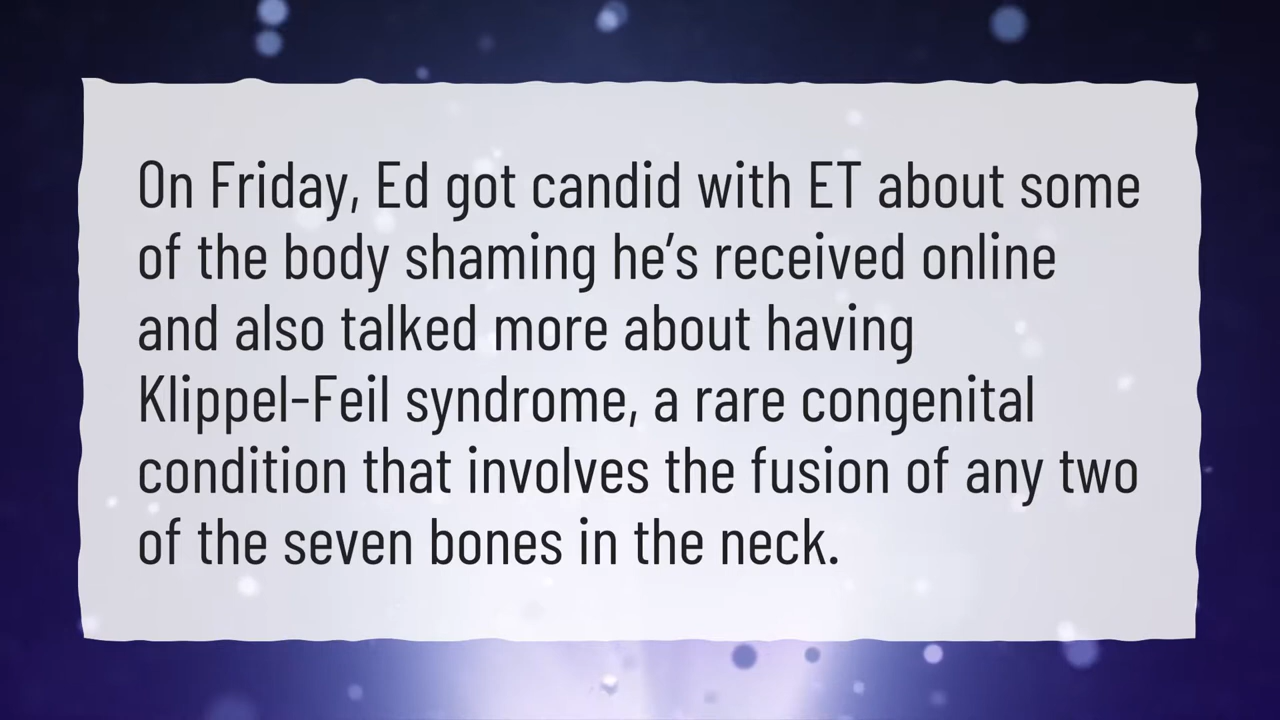 On Friday, Ed got candid with ET about some
of the body shaming he’s received online
and also talked more about having
Klippel-Feil syndrome, a rare congenital
condition that involves the fusion of any two
of the seven bones in the neck.